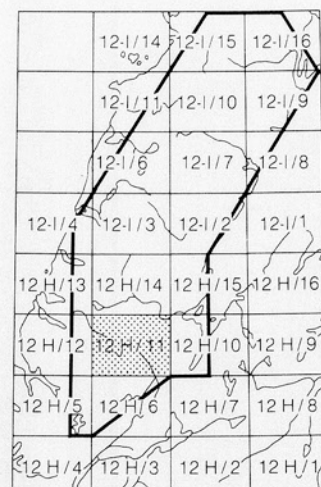 12-I/14 12-I/15 12-I/16
12-I/11 12-I/10 12-I/9
12-I/6 12-I/7 12-I/8
12-I/4 12-I/3 12-I/2 12-I/1
12 H/13 12 H/14 12 H/15 12 H/16
12 H/12 12 H/11 12 H/10 12 H/9
12 H/5 12 H/6 12 H/7 12 H/8
12 H/4 12 H/3 12 H/2 12 H/1